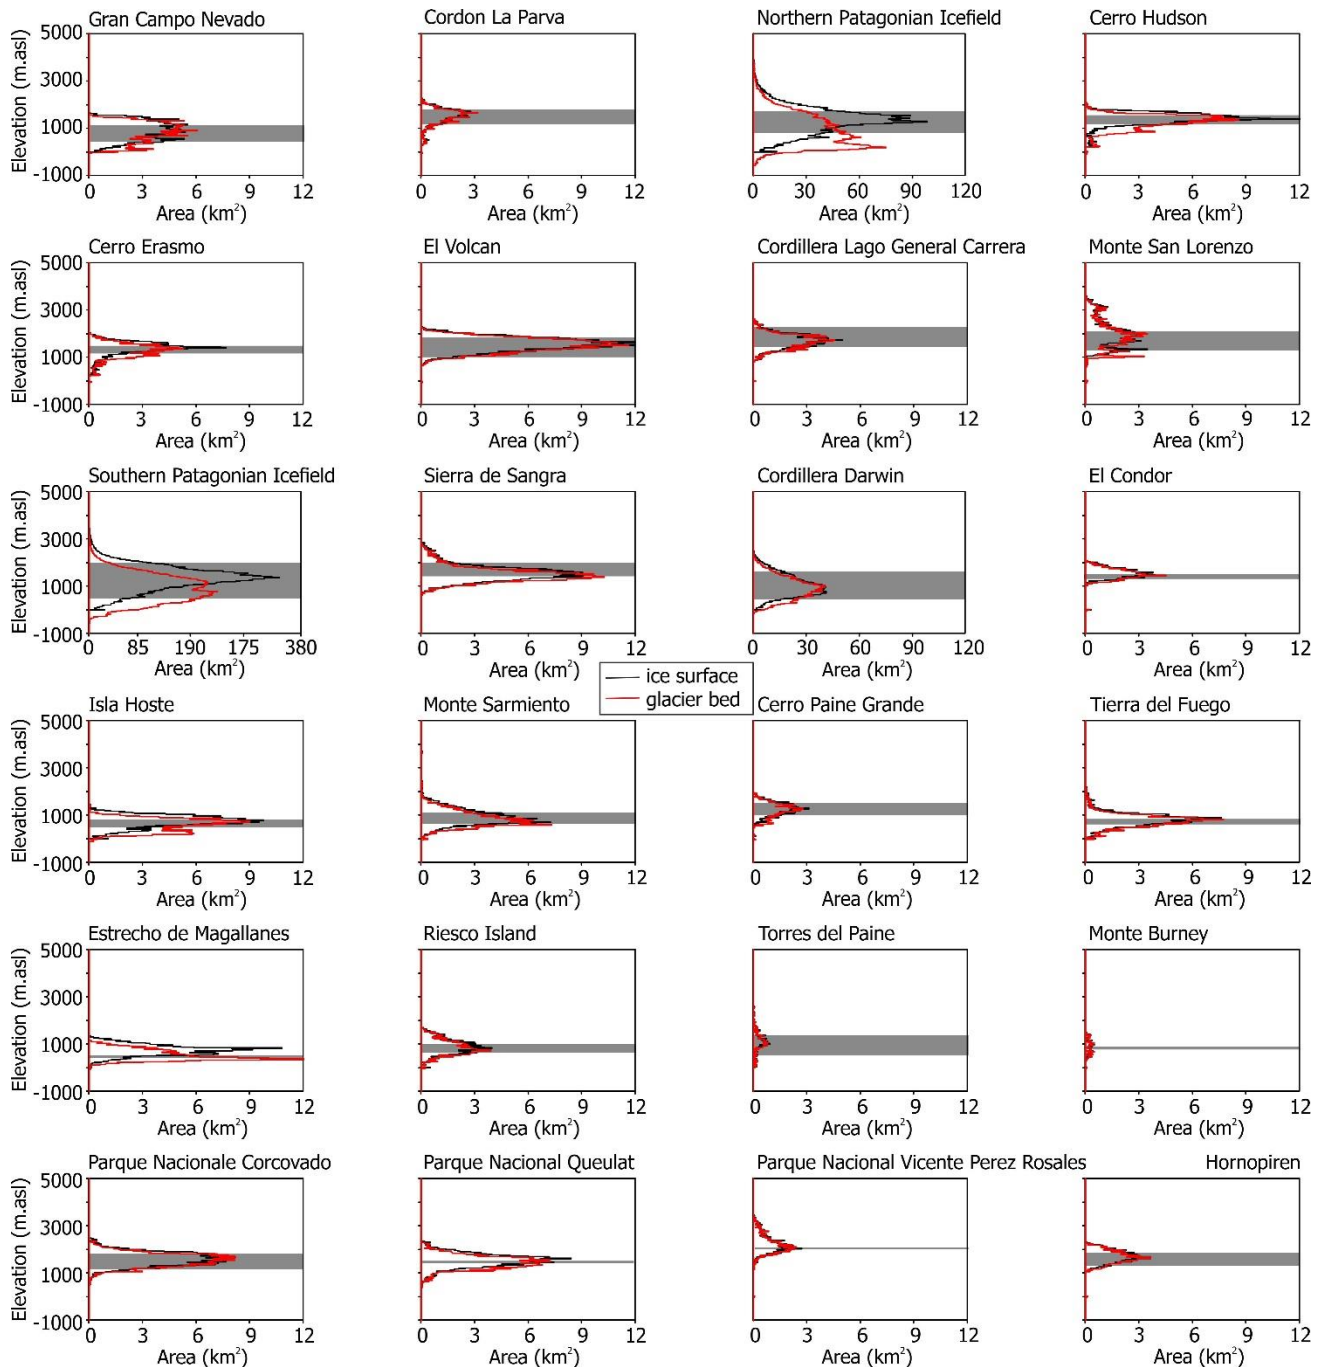 Gran Campo Nevado
Cordon La Parva
Northern Patagonian Icefield
Cerro Hudson
Elevation (m.asl)
5000
3000
1000
-1000
0 3 6 9 12
Area (km²)
0 3 6 9 12
Area (km²)
0 30 60 90 120
Area (km²)
0 3 6 9 12
Area (km²)
Cerro Erasmo
El Volcan
Cordillera Lago General Carrera
Monte San Lorenzo
Elevation (m.asl)
5000
3000
1000
-1000
0 3 6 9 12
Area (km²)
0 3 6 9 12
Area (km²)
0 3 6 9 12
Area (km²)
0 3 6 9 12
Area (km²)
Southern Patagonian Icefield
Sierra de Sangra
Cordillera Darwin
El Condor
Elevation (m.asl)
5000
3000
1000
-1000
0 85 190 175 380
Area (km²)
0 3 6 9 12
Area (km²)
0 30 60 90 120
Area (km²)
0 3 6 9 12
Area (km²)
ice surface
glacier bed
Isla Hoste
Monte Sarmiento
Cerro Paine Grande
Tierra del Fuego
Elevation (m.asl)
5000
3000
1000
-1000
0 3 6 9 12
Area (km²)
0 3 6 9 12
Area (km²)
0 3 6 9 12
Area (km²)
0 3 6 9 12
Area (km²)
Estrecho de Magallanes
Riesco Island
Torres del Paine
Monte Burney
Elevation (m.asl)
5000
3000
1000
-1000
0 3 6 9 12
Area (km²)
0 3 6 9 12
Area (km²)
0 3 6 9 12
Area (km²)
0 3 6 9 12
Area (km²)
Parque Nacionale Corcovado
Parque Nacional Queulat
Parque Nacional Vicente Perez Rosales
Hornopiren
Elevation (m.asl)
5000
3000
1000
-1000
0 3 6 9 12
Area (km²)
0 3 6 9 12
Area (km²)
0 3 6 9 12
Area (km²)
0 3 6 9 12
Area (km²)